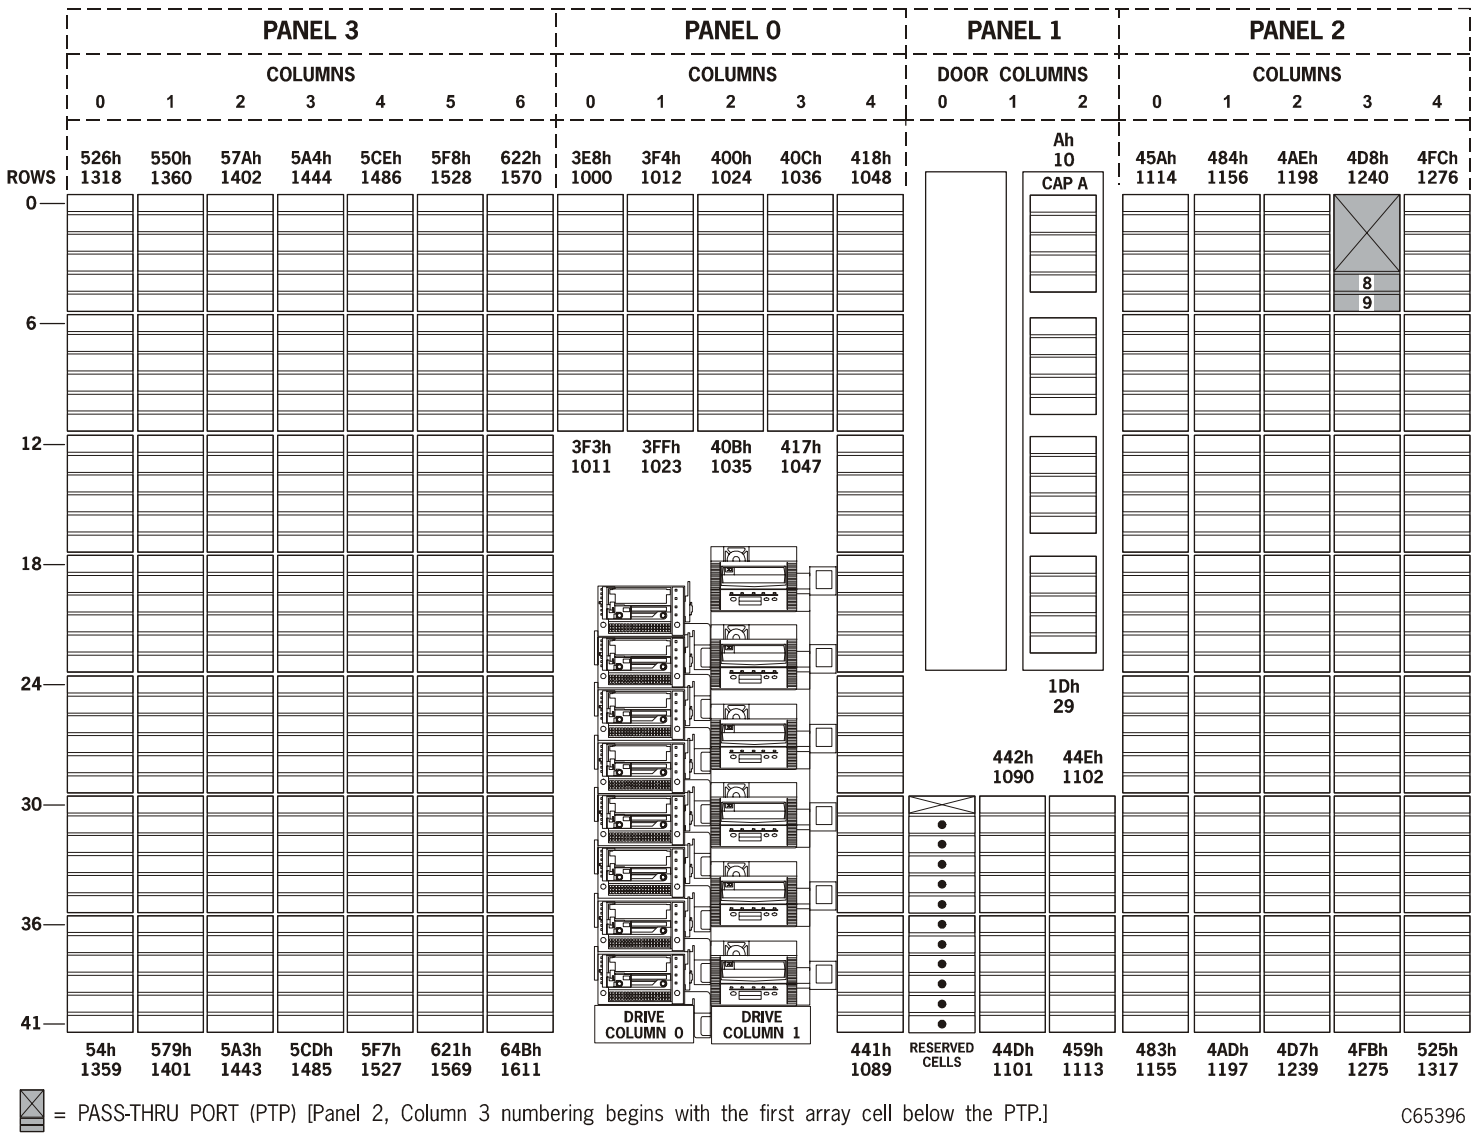 PANEL 3 PANEL 0 PANEL 1 PANEL 2
COLUMNS COLUMNS DOOR COLUMNS COLUMNS
0 1 2 3 4 5 6 0 1 2 3 4 0 1 2 0 1 2 3 4
Ah
10
526h 550h 57Ah 5A4h 5CEh 5F8h 622h 3E8h 3F4h 400h 40Ch 418h 45Ah 484h 4AEh 4D8h 4FCh
ROWS 1318 1360 1402 1444 1486 1528 1570 1000 1012 1024 1036 1048 CAP A 1114 1156 1198 1240 1276
0
8
9
6
12
3F3h 3FFh 40Bh 417h
1011 1023 1035 1047
18
24
1Dh
29
442h 44Eh
1090 1102
30
36
41
DRIVE COLUMN 0
DRIVE COLUMN 1
54h 579h 5A3h 5CDh 5F7h 621h 64Bh 441h RESERVED 44Dh 459h 483h 4ADh 4D7h 4FBh 525h
1359 1401 1443 1485 1527 1569 1611 1089 CELLS 1101 1113 1155 1197 1239 1275 1317
= PASS-THRU PORT (PTP) [Panel 2, Column 3 numbering begins with the first array cell below the PTP.]
C65396